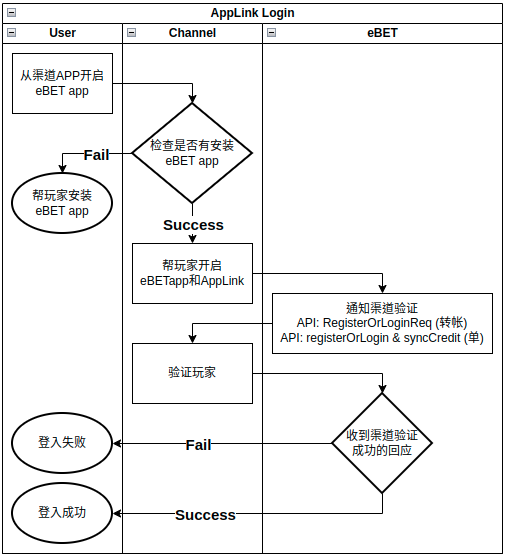 AppLink Login
User
Channel
eBET
从渠道APP开启
eBET app
检查是否有安装
eBET app
Fail
帮玩家安装
eBET app
Success
帮玩家开启
eBETapp和AppLink
通知渠道验证
API: RegisterOrLoginReq (转帐)
API: registerOrLogin & syncCredit (单)
验证玩家
收到渠道验证
成功的回应
Fail
登入失败
Success
登入成功